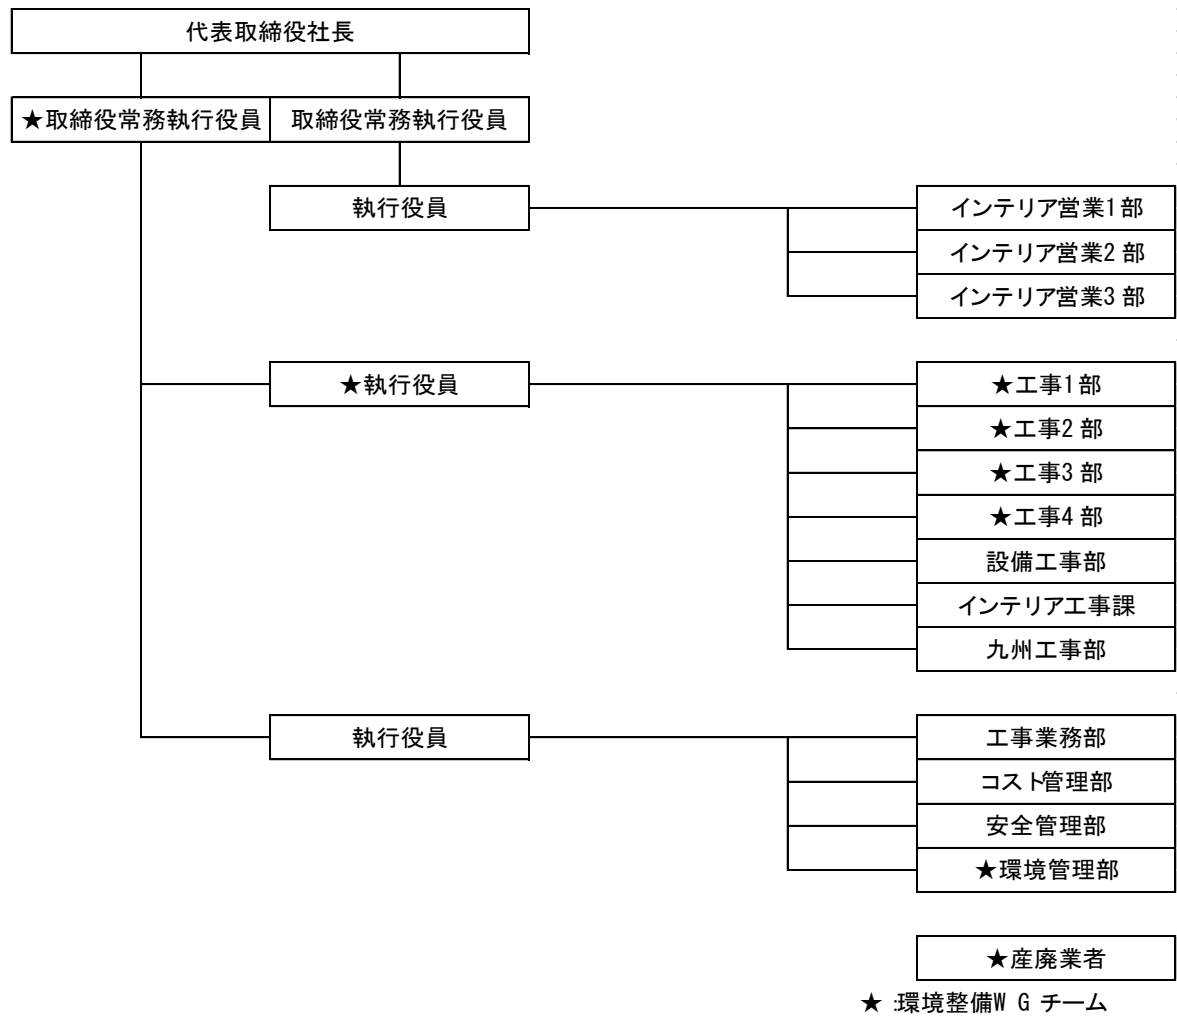 代表取締役社長
★取締役常務執行役員
取締役常務執行役員
執行役員
インテリア営業1部
インテリア営業2部
インテリア営業3部
★執行役員
★工事1部
★工事2部
★工事3部
★工事4部
設備工事部
インテリア工事課
九州工事部
執行役員
工事業務部
コスト管理部
安全管理部
★環境管理部
★産廃業者
★:環境整備WGチーム